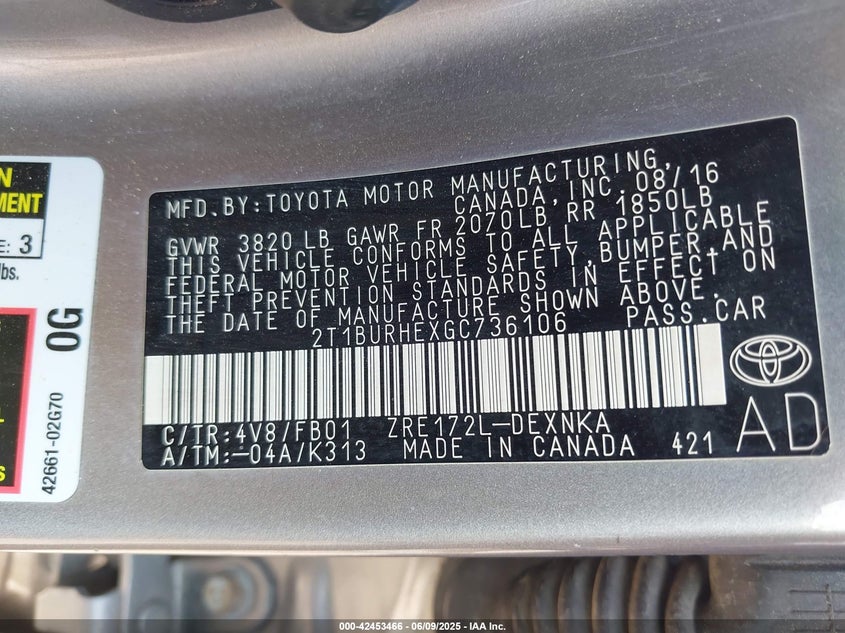 N
MENT
E: 3
lbs.
0G
42661-02G70
L
S
MFD.BY:TOYOTA MOTOR MANUFACTURING,
CANADA,INC.08/16
GVWR 3820 LB GAWR FR 2070LB RR 1850LB
THIS VEHICLE CONFORMS TO ALL APPLICABLE
FEDERAL MOTOR VEHICLE SAFETY,BUMPER,AND
THEFT PREVENTION STANDARDS IN EFFECT ON
THE DATE OF MANUFACTURE SHOWN ABOVE.
2T1BURHEXGC736106 PASS.CAR
C/TR:4V8/FB01 ZRE172L-DEXNKA
A/TM:-04A/K313 MADE IN CANADA 421
AD
000-42453466 - 06/09/2025 - IAA Inc.